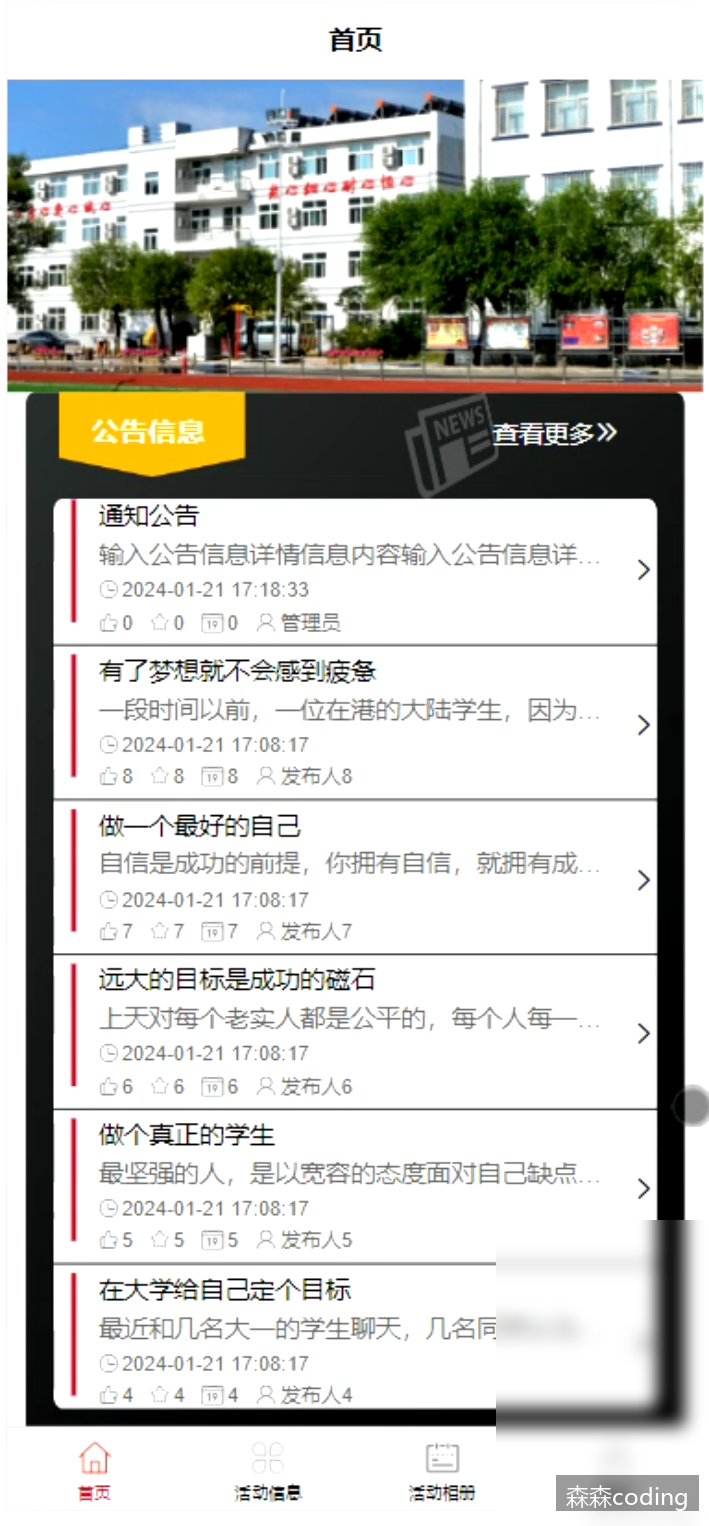 首页
公告信息
NEWS
查看更多
通知公告
输入公告信息详情信息内容输入公告信息详...
2024-01-21 17:18:33
0 0 19 0 管理员
有了梦想就不会感到疲惫
一段时间以前，一位在港的大陆学生，因为...
2024-01-21 17:08:17
8 8 19 8 发布人8
做一个最好的自己
自信是成功的前提，你拥有自信，就拥有成...
2024-01-21 17:08:17
7 7 19 7 发布人7
远大的目标是成功的磁石
上天对每个老实人都是公平的，每个人每一...
2024-01-21 17:08:17
6 6 19 6 发布人6
做个真正的学生
最坚强的人，是以宽容的态度面对自己缺点...
2024-01-21 17:08:17
5 5 19 5 发布人5
在大学给自己定个目标
最近和几名大一的学生聊天，几名同
2024-01-21 17:08:17
4 4 19 4 发布人4
首页 活动信息 活动相册
森森coding